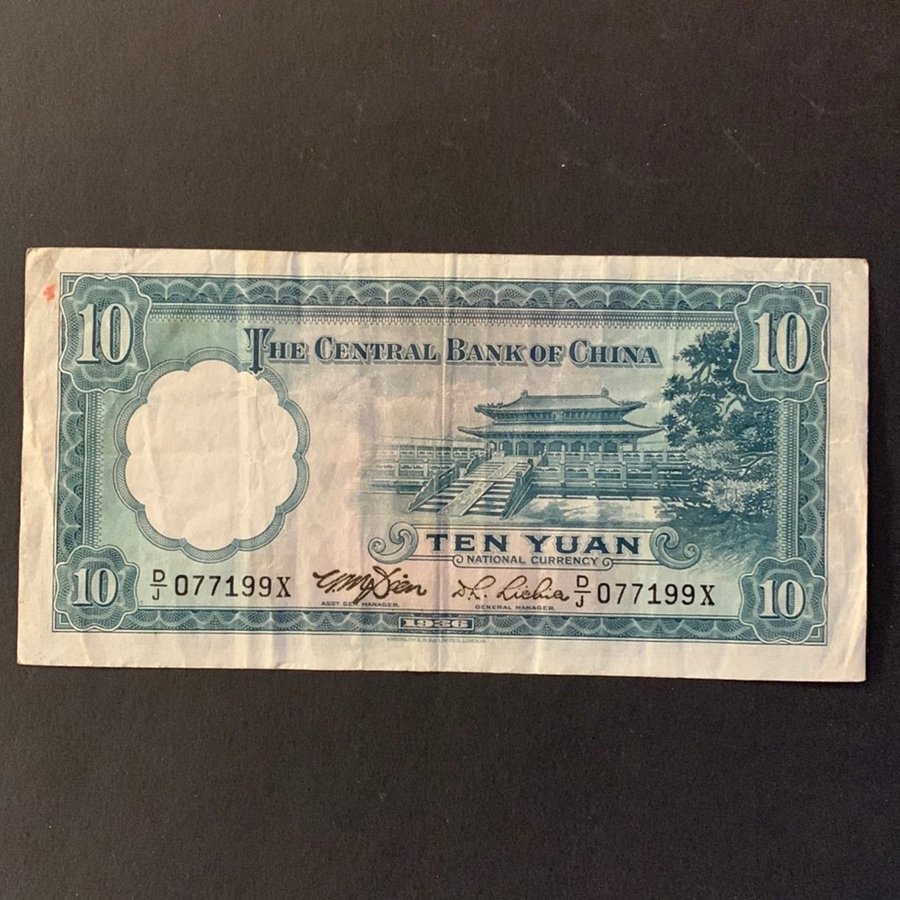 10 10
THE CENTRAL BANK OF CHINA
TEN YUAN
NATIONAL CURRENCY
10 D/J 077199X D/J 077199X 10
ASST. GEN. MANAGER. GENERAL MANAGER.
1936